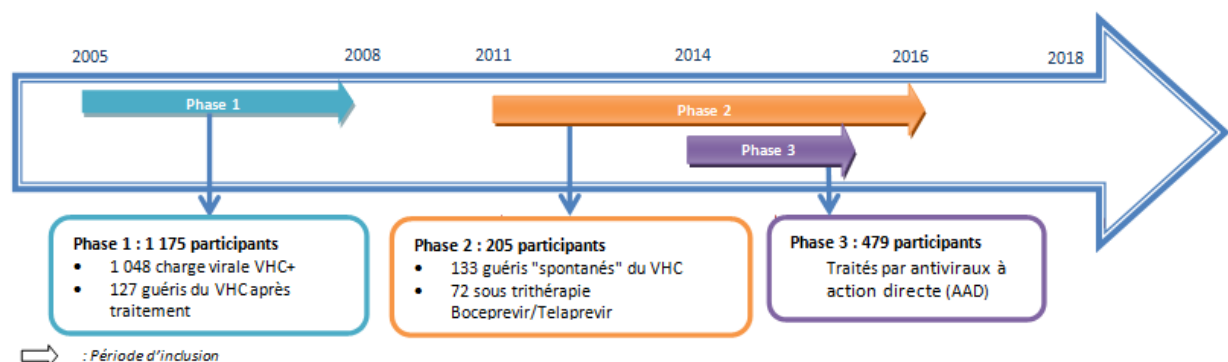 2005 2008 2011 2014 2016 2018
Phase 1
Phase 2
Phase 3
Phase 1 : 1 175 participants
• 1 048 charge virale VHC+
• 127 guéris du VHC après
traitement
Phase 2 : 205 participants
• 133 guéris "spontanés" du VHC
• 72 sous trithérapie
Boceprevir/Telaprevir
Phase 3 : 479 participants
Traités par antiviraux à
action directe (AAD)
: Période d'inclusion